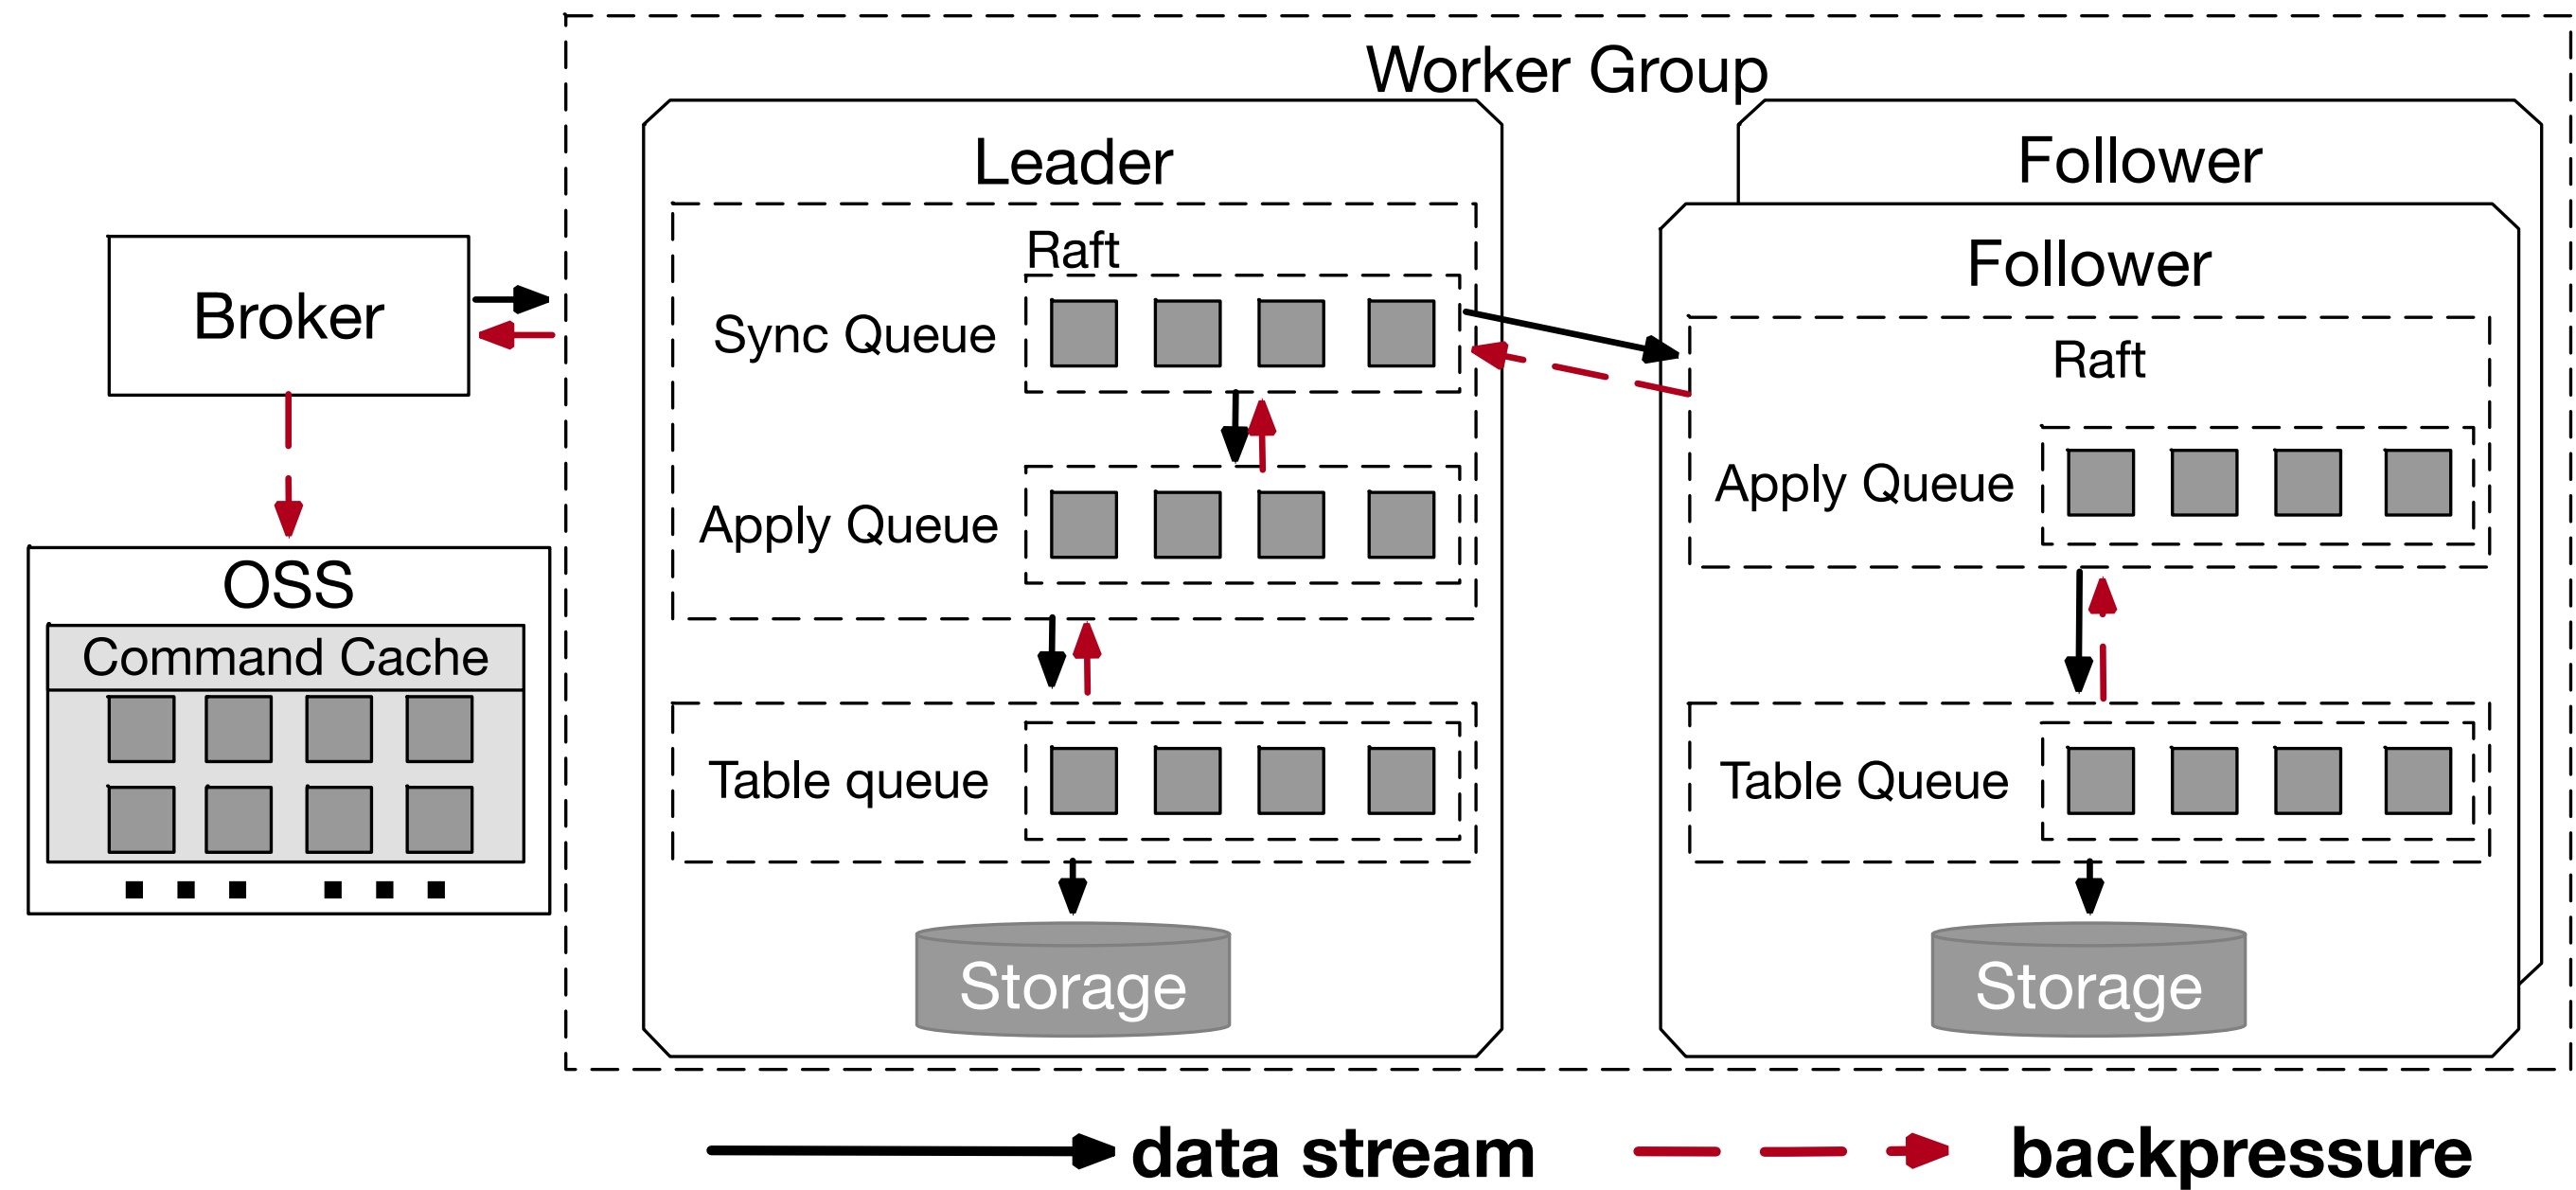 Worker Group
Leader
Follower
Follower
Raft
Broker
Sync Queue
Raft
Apply Queue
Apply Queue
OSS
Command Cache
Table queue
Table Queue
Storage
Storage
data stream
backpressure